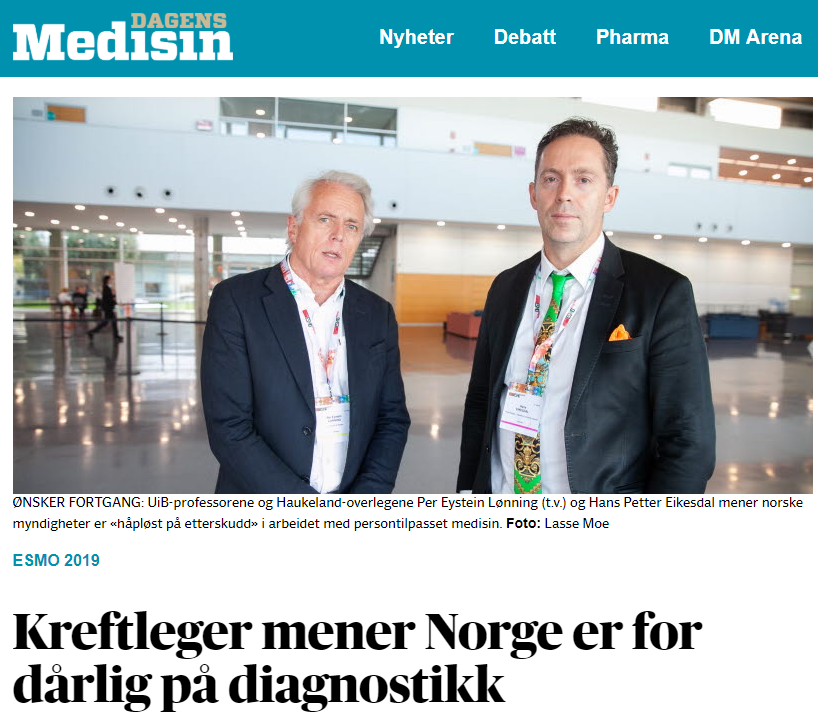 DAGENS
Medisin
Nyheter Debatt Pharma DM Arena
ØNSKER FORTGANG: UiB-professorene og Haukeland-overlegene Per Eystein Lønning (t.v.) og Hans Petter Eikesdal mener norske
myndigheter er «håpløst på etterskudd» i arbeidet med persontilpasset medisin. Foto: Lasse Moe
ESMO 2019
Kreftleger mener Norge er for
dårlig på diagnostikk